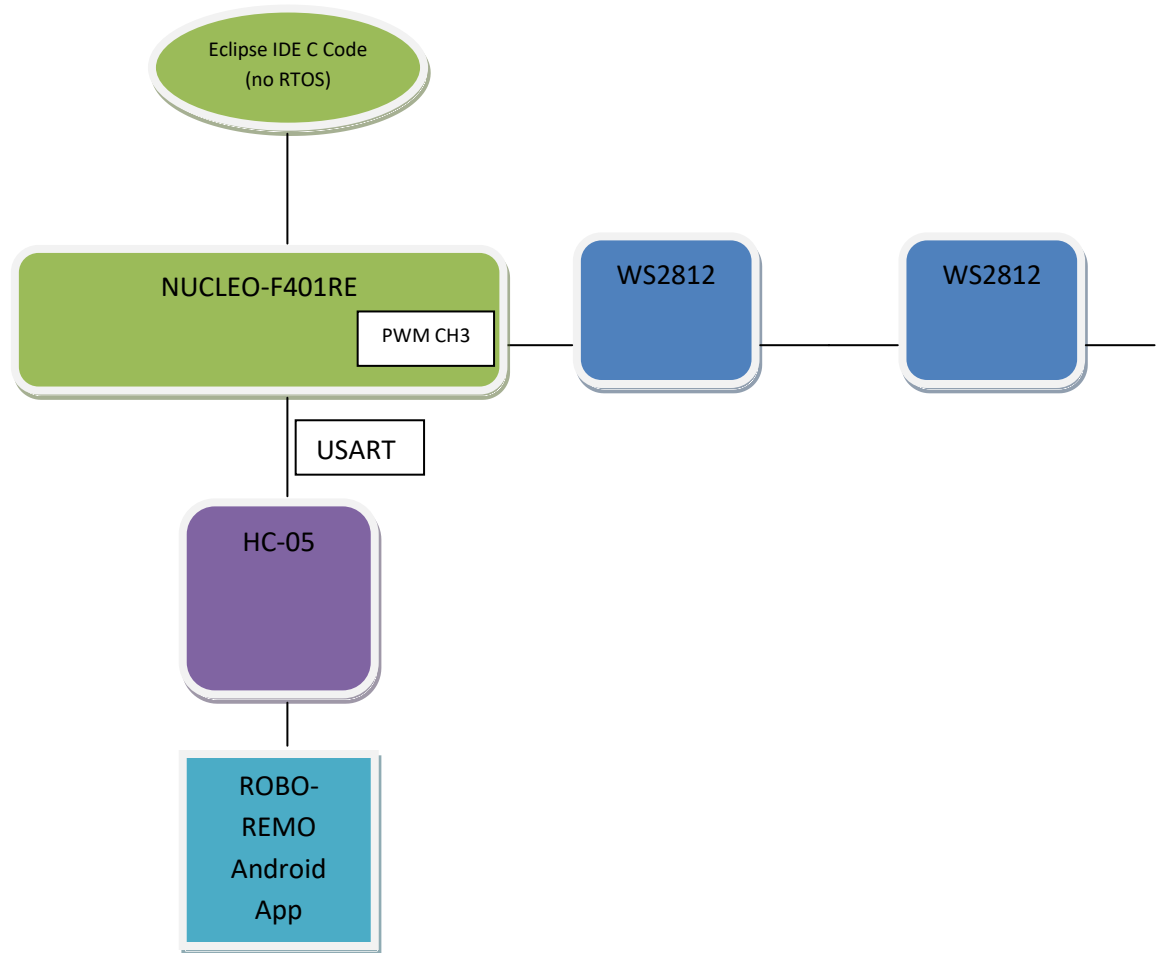 Eclipse IDE C Code
(no RTOS)
NUCLEO-F401RE
PWM CH3
WS2812
WS2812
USART
HC-05
ROBO-
REMO
Android
App